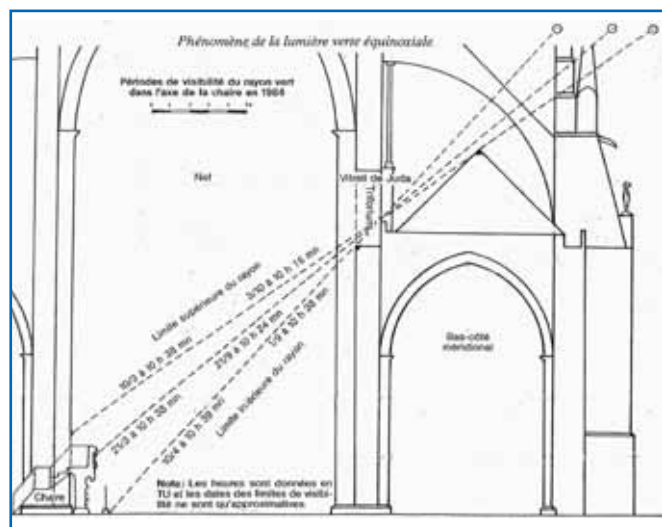 Phénomène de la lumière verte équinoxiale
Périodes de visibilité du rayon vert
dans l'axe de la chaire en 1984
Nef
Vitrail de Juda
Triforium
Limite supérieure du rayon
3/10 à 10 h 16 mn
10/3 à 10 h 38 mn
21/9 à 10 h 24 mn
21/3 à 10 h 38 mn
1/9 à 10 h 38 mn
10/4 à 10 h 39 mn
Limite inférieure du rayon
Bas-côté
méridional
Chaire
Nota: Les heures sont données en
TU et les dates des limites de visibi-
lité ne sont qu'approximatives